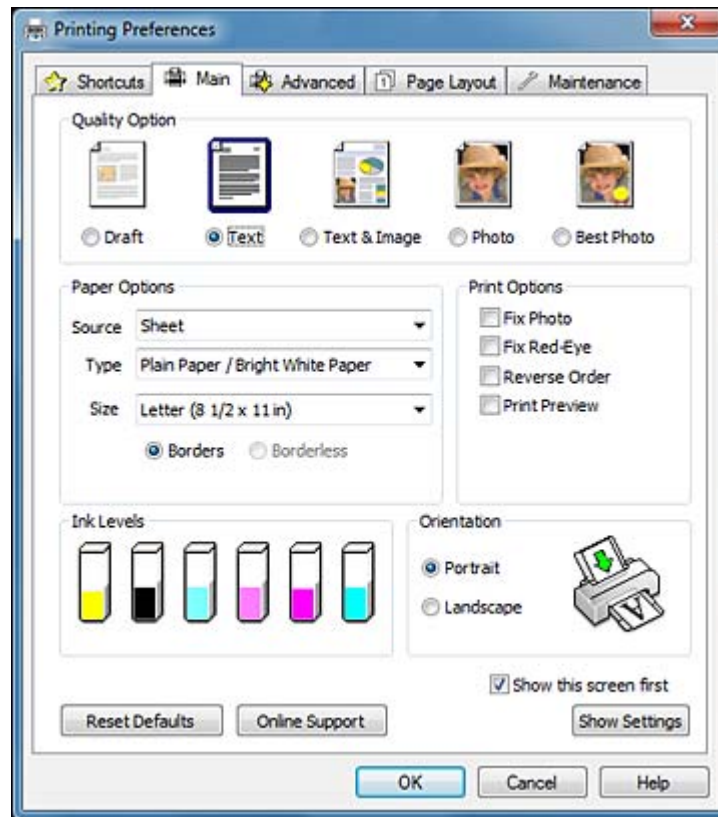 Printing Preferences
Shortcuts Main Advanced Page Layout Maintenance
Quality Option
Draft Text Text & Image Photo Best Photo
Paper Options
Source Sheet
Type Plain Paper / Bright White Paper
Size Letter (8 1/2 x 11 in)
Borders Borderless
Print Options
Fix Photo
Fix Red-Eye
Reverse Order
Print Preview
Ink Levels
Orientation
Portrait
Landscape
Show this screen first
Reset Defaults Online Support Show Settings
OK Cancel Help